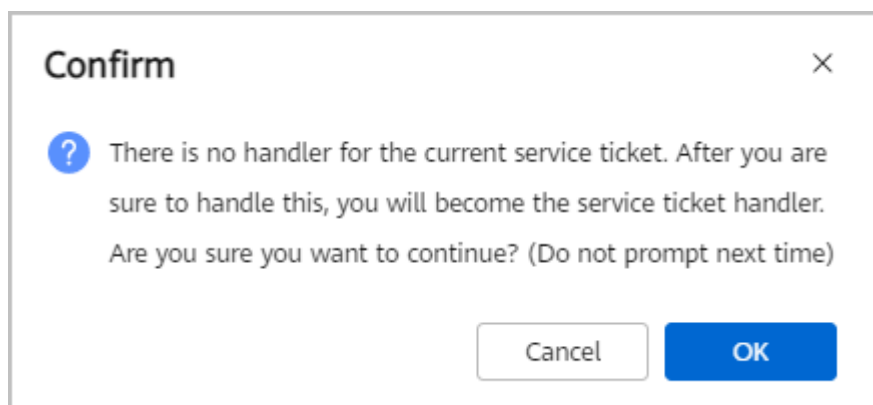 Confirm
There is no handler for the current service ticket. After you are
sure to handle this, you will become the service ticket handler.
Are you sure you want to continue? (Do not prompt next time)
Cancel OK